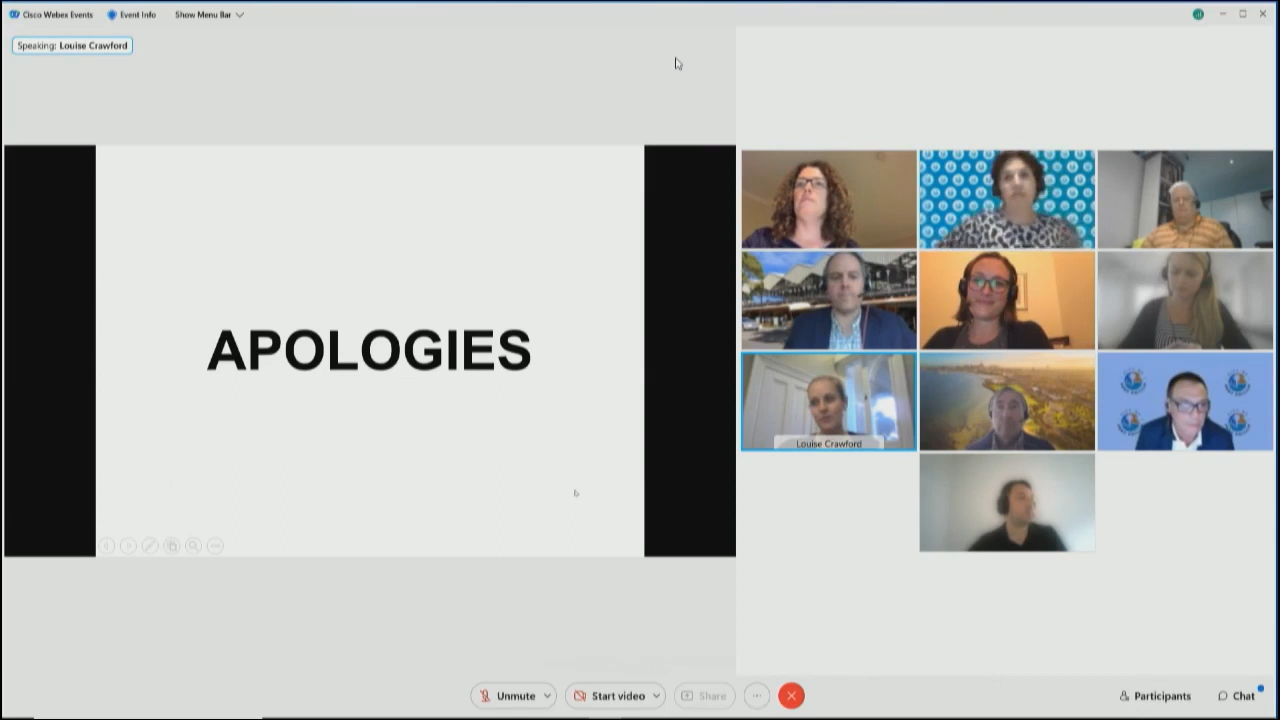 Cisco Webex Events Event Info Show Menu Bar
Speaking: Louise Crawford
APOLOGIES
Louise Crawford
Unmute Start video Share Participants Chat